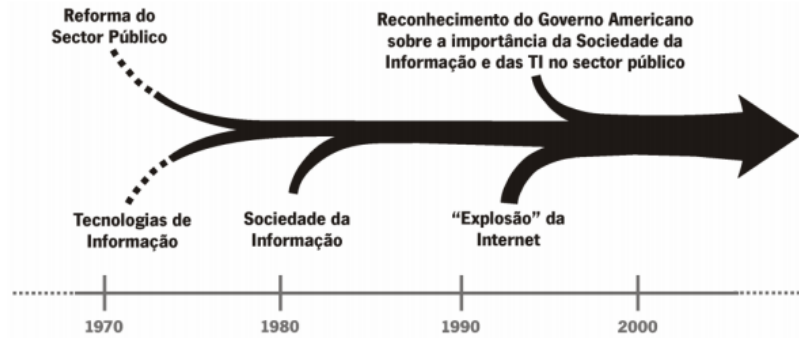 Reforma do
Sector Público
Reconhecimento do Governo Americano
sobre a importância da Sociedade da
Informação e das TI no sector público
Tecnologias de
Informação
Sociedade da
Informação
“Explosão” da
Internet
1970
1980
1990
2000